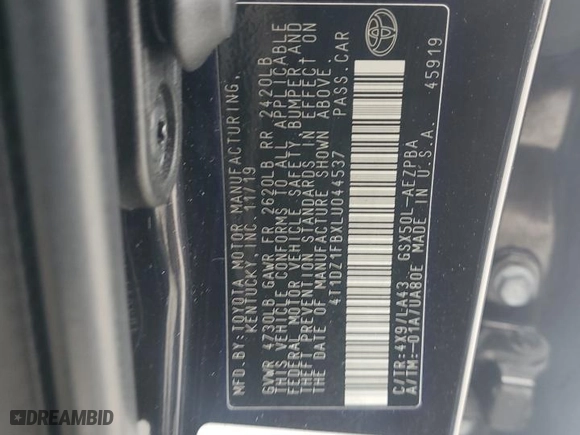 MFD. BY: TOYOTA MOTOR MANUFACTURING,
KENTUCKY, INC. 11/19
GVWR 4730LB GAWR FR 2620LB RR 2420LB
THIS VEHICLE CONFORMS TO ALL APPLICABLE
FEDERAL MOTOR VEHICLE SAFETY, BUMPER, AND
THEFT PREVENTION STANDARDS IN EFFECT ON
THE DATE OF MANUFACTURE SHOWN ABOVE.
4T1DZ1FBXLU044537 PASS. CAR
C/TR: 4X9/LA43 GSX50L-AEZPBA
A/TM: -01A/UA80E MADE IN U.S.A. 45919
DREAMBID